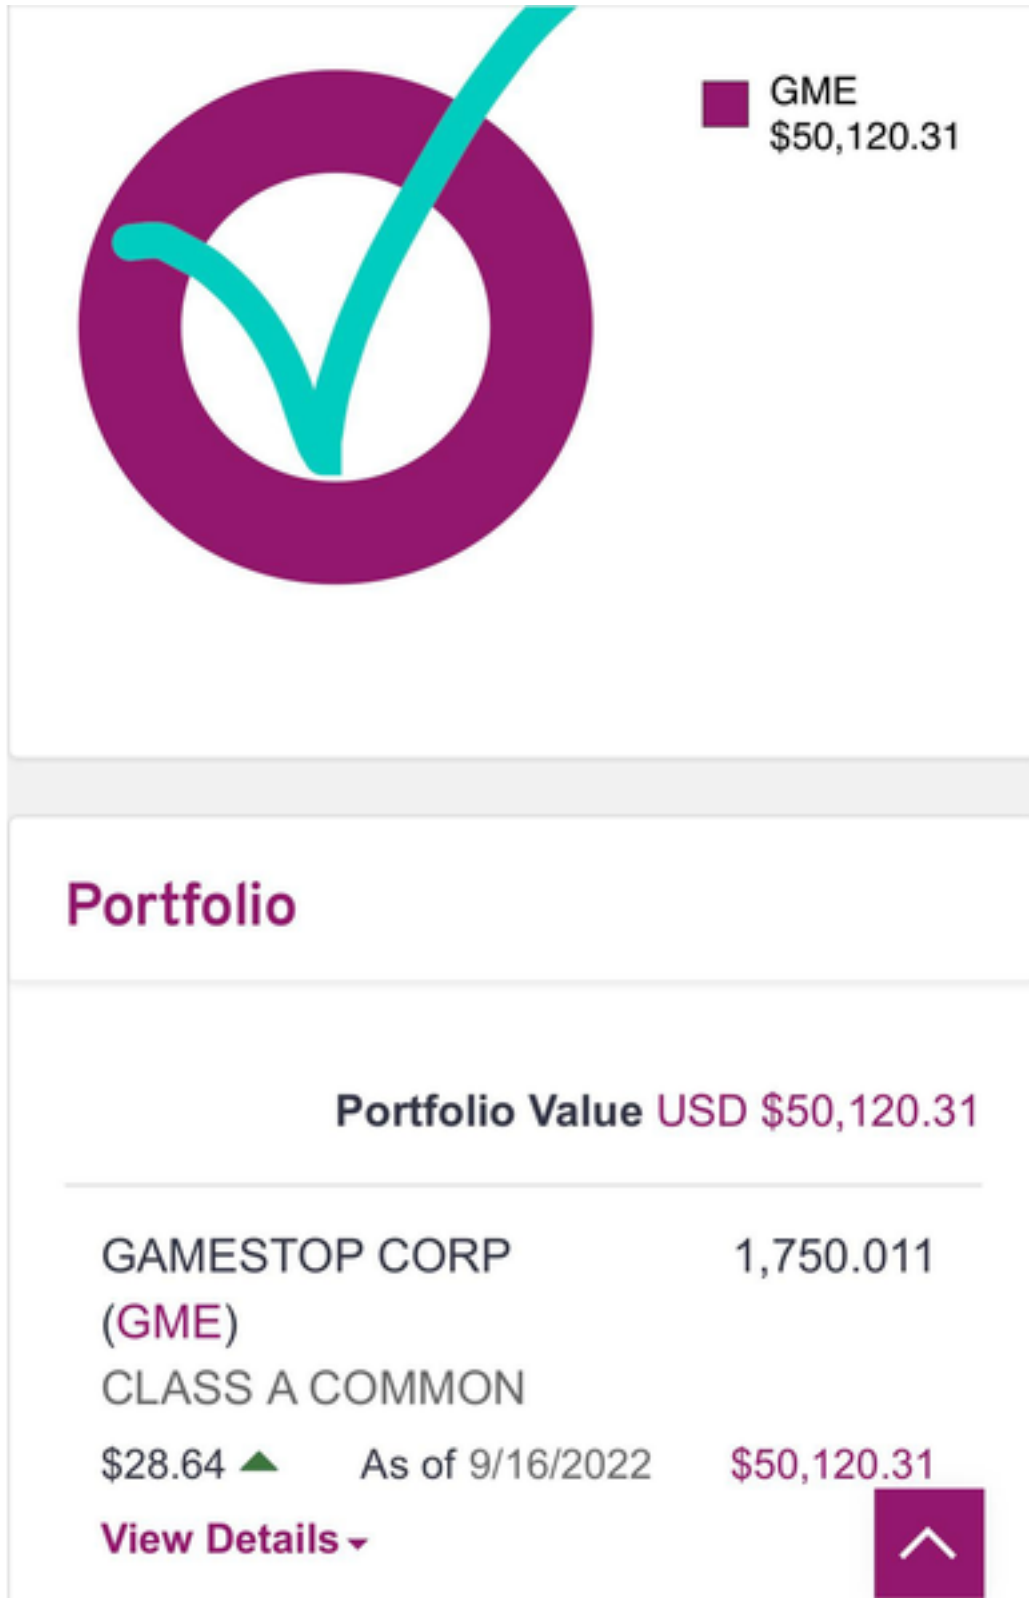 GME
$50,120.31
Portfolio
Portfolio Value USD $50,120.31
GAMESTOP CORP 1,750.011
(GME)
CLASS A COMMON
$28.64 As of 9/16/2022 $50,120.31
View Details